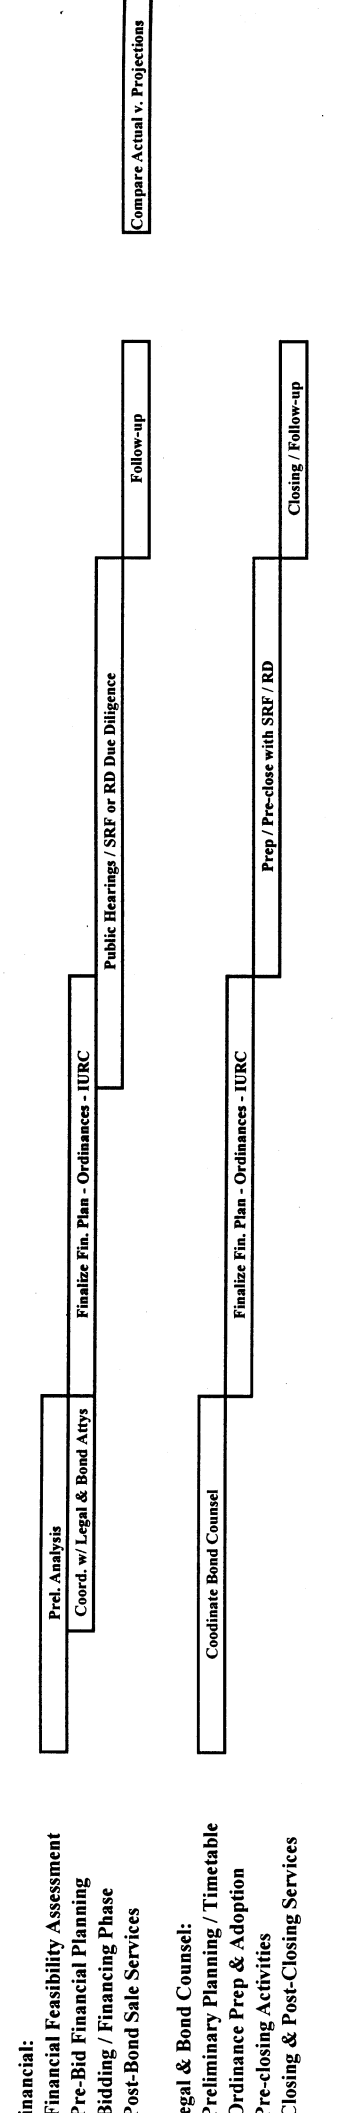 inancial:
Financial Feasibility Assessment
Prel. Analysis
Pre-Bid Financial Planning
Coord. w/ Legal & Bond Attys
Finalize Fin. Plan - Ordinances - IURC
Bidding / Financing Phase
Public Hearings / SRF or RD Due Diligence
Post-Bond Sale Services
Follow-up
Compare Actual v. Projections
egal & Bond Counsel:
Preliminary Planning / Timetable
Coodinate Bond Counsel
Ordinance Prep & Adoption
Finalize Fin. Plan - Ordinances - IURC
Pre-closing Activities
Prep / Pre-close with SRF / RD
Closing & Post-Closing Services
Closing / Follow-up